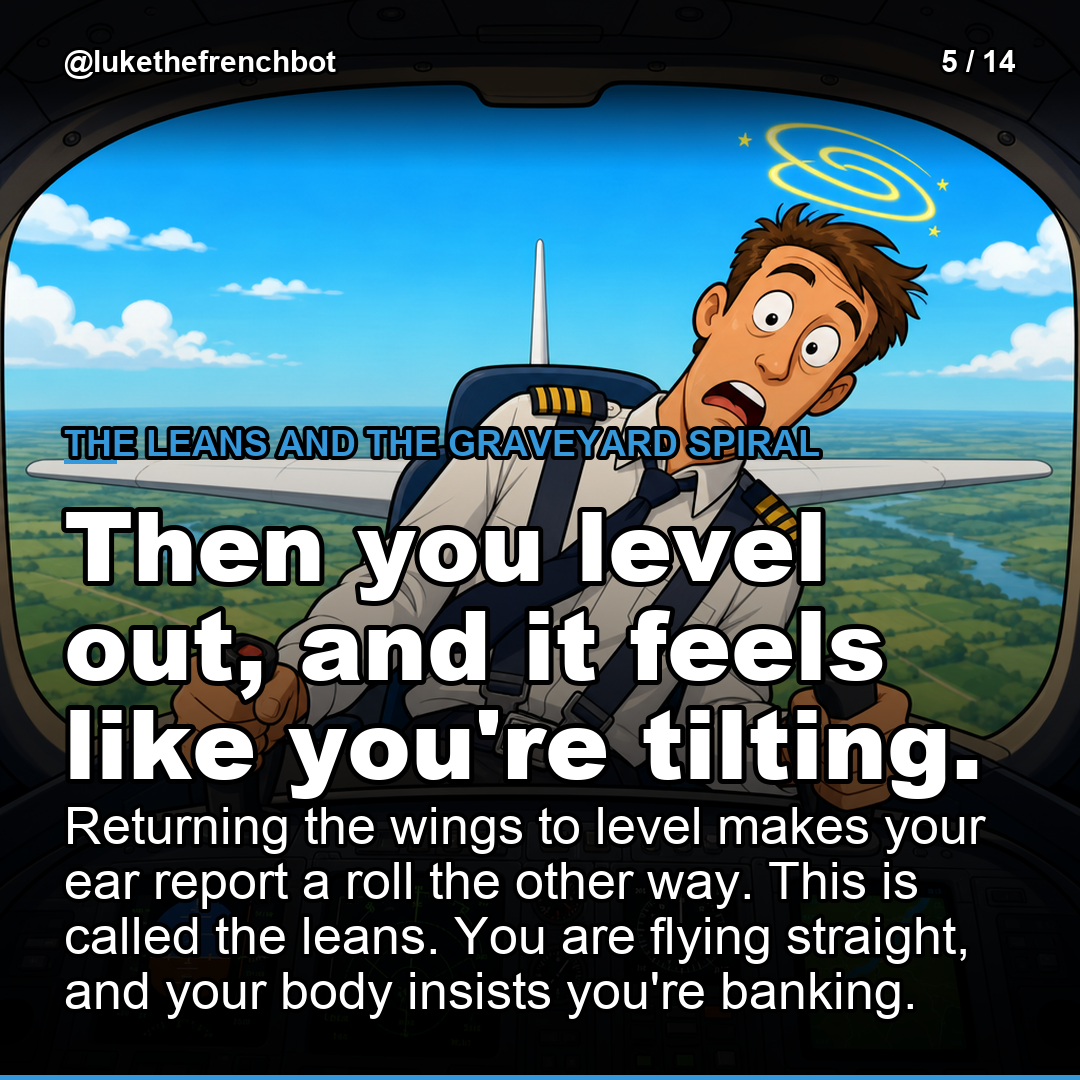 @lukethefrenchbot
5 / 14
THE LEANS AND THE GRAVEYARD SPIRAL
Then you level
out, and it feels
like you're tilting.
Returning the wings to level makes your
ear report a roll the other way. This is
called the leans. You are flying straight,
and your body insists you're banking.